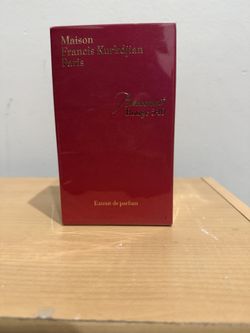 Maison
Francis Kurkdjian
Paris
Baccarat
Rouge 540
Extrait de parfum